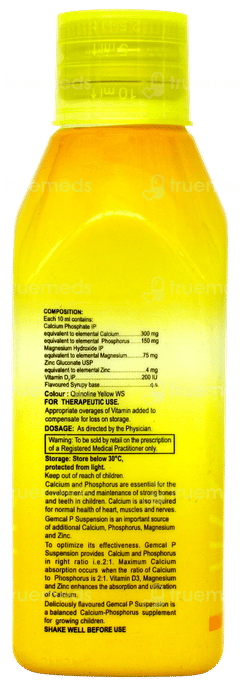 10 ml
truemeds
COMPOSITION:
Each 10 ml contains:
Calcium Phosphate IP
equivalent to elemental Calcium..........300 mg
equivalent to elemental Phosphorus.....150 mg
Magnesium Hydroxide IP
equivalent to elemental Magnesium.......75 mg
Zinc Gluconate USP
equivalent to elemental Zinc..................4 mg
Vitamin D₃ IP.......................................200 IU
Flavoured Syrupy base..........................q.s.
Colour : Quinoline Yellow WS
FOR THERAPEUTIC USE.
Appropriate overages of Vitamin added to
compensate for loss on storage.
DOSAGE: As directed by the Physician.
Warning: To be sold by retail on the prescription
of a Registered Medical Practitioner only.
Storage: Store below 30°C,
protected from light.
Keep out of reach of children.
Calcium and Phosphorus are essential for the
development and maintenance of strong bones
and teeth in children. Calcium is also required
for normal health of heart, muscles and nerves.
Gemcal P Suspension is an important source
of additional Calcium, Phosphorus, Magnesium
and Zinc.
To optimize its effectiveness. Gemcal P
Suspension provides Calcium and Phosphorus
in right ratio i.e.2:1. Maximum Calcium
absorption occurs when the ratio of Calcium
to Phosphorus is 2:1. Vitamin D3, Magnesium
and Zinc enhances the absorption and utilization
of Calcium.
Deliciously flavoured Gemcal P Suspension is
a balanced Calcium-Phosphorus supplement
for growing children.
SHAKE WELL BEFORE USE